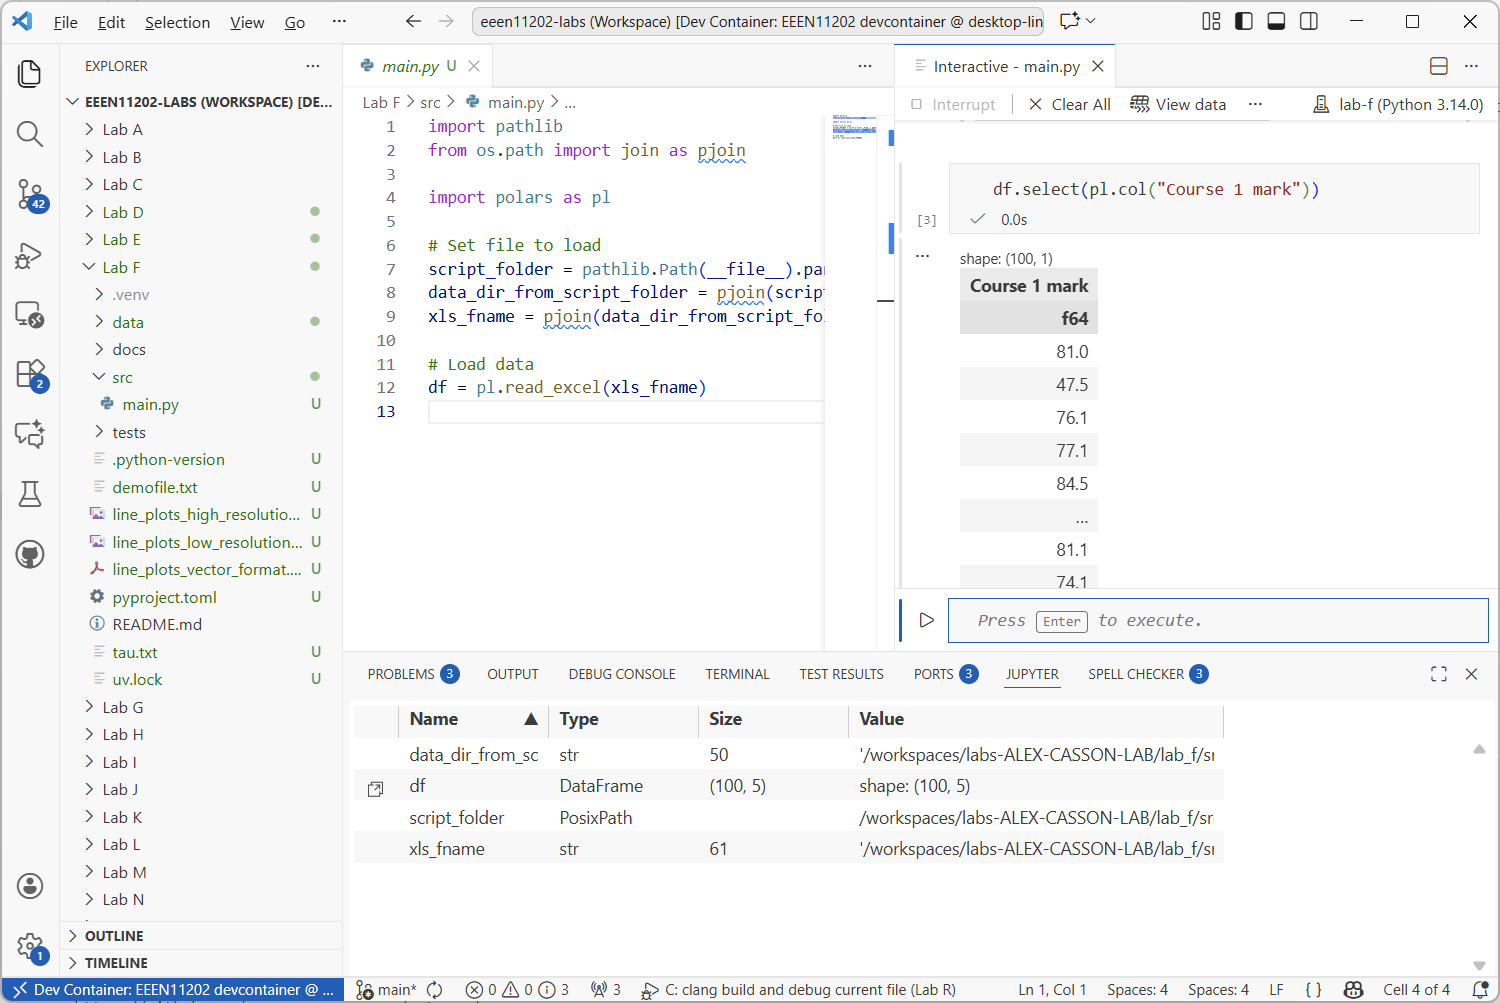 File Edit Selection View Go ··· eeen11202-labs (Workspace) [Dev Container: EEEN11202 devcontainer @ desktop-lin
EXPLORER ···
EEEN11202-LABS (WORKSPACE) [DE...
Lab A
Lab B
Lab C
Lab D
Lab E
Lab F
.venv
data
docs
src
main.py U
tests
.python-version U
demofile.txt U
line_plots_high_resolutio... U
line_plots_low_resolution... U
line_plots_vector_format.... U
pyproject.toml U
README.md
tau.txt U
uv.lock U
Lab G
Lab H
Lab I
Lab J
Lab K
Lab L
Lab M
Lab N
OUTLINE
TIMELINE
42
2
1
main.py U ···
Lab F > src > main.py > ...
1 import pathlib
2 from os.path import join as pjoin
3
4 import polars as pl
5
6 # Set file to load
7 script_folder = pathlib.Path(__file__).par
8 data_dir_from_script_folder = pjoin(script
9 xls_fname = pjoin(data_dir_from_script_fol
10
11 # Load data
12 df = pl.read_excel(xls_fname)
13
Interactive - main.py ···
Interrupt Clear All View data ··· lab-f (Python 3.14.0)
df.select(pl.col("Course 1 mark"))
[3] 0.0s
··· shape: (100, 1)
Course 1 mark
f64
81.0
47.5
76.1
77.1
84.5
...
81.1
74.1
Press Enter to execute.
PROBLEMS 3 OUTPUT DEBUG CONSOLE TERMINAL TEST RESULTS PORTS 3 JUPYTER SPELL CHECKER 3
Name Type Size Value
data_dir_from_sc str 50 '/workspaces/labs-ALEX-CASSON-LAB/lab_f/sr
df DataFrame (100, 5) shape: (100, 5)
script_folder PosixPath /workspaces/labs-ALEX-CASSON-LAB/lab_f/sr
xls_fname str 61 '/workspaces/labs-ALEX-CASSON-LAB/lab_f/sr
Dev Container: EEEN11202 devcontainer @ ... main* 0 0 3 3 C: clang build and debug current file (Lab R) Ln 1, Col 1 Spaces: 4 Spaces: 4 LF { } Cell 4 of 4